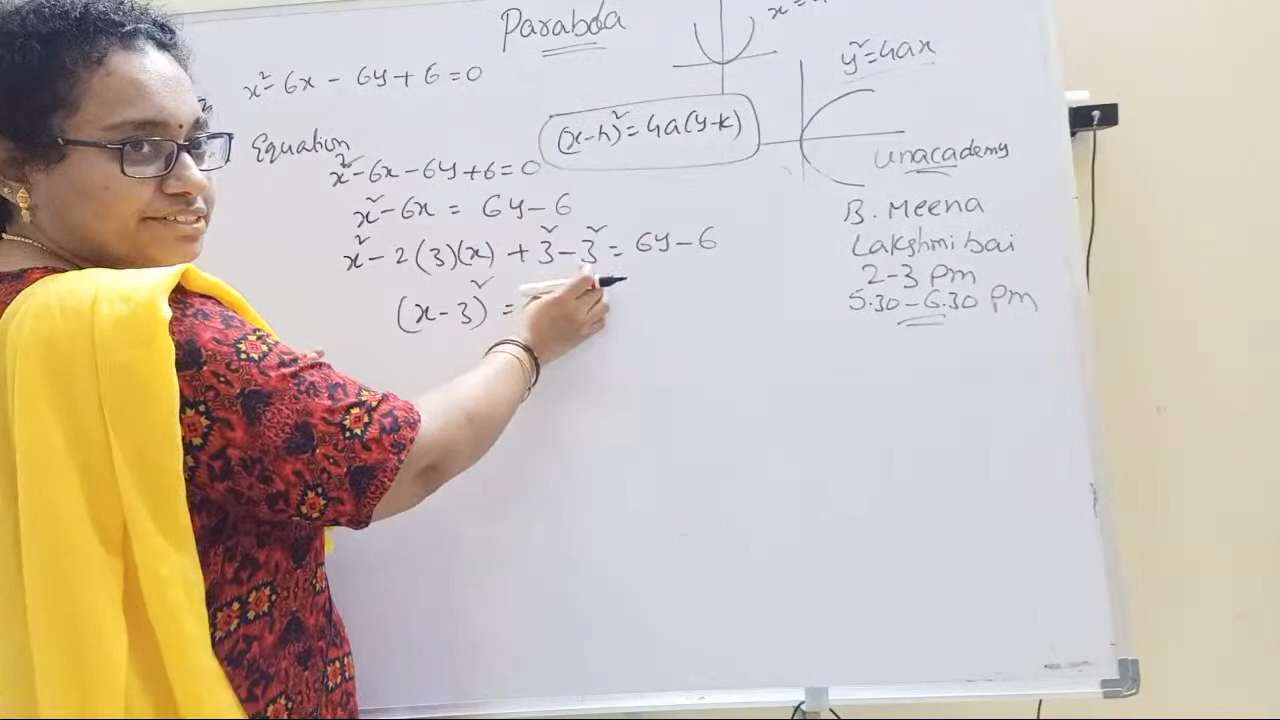 Parabola
x² - 6x - 6y + 6 = 0
x =
y² = 4ax
(x-h)² = 4a(y-k)
Equation
x² - 6x - 6y + 6 = 0
x² - 6x = 6y - 6
x² - 2(3)(x) + 3² - 3² = 6y - 6
(x - 3)² =
unacademy
B. Meena
Lakshmi bai
2-3 pm
5.30 - 6.30 pm